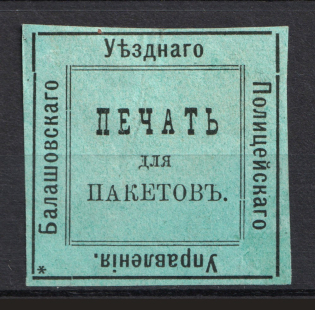 Балашовскаго
Уѣзднаго
Полицейскаго
Управленія.
*
ПЕЧАТЬ
для
ПАКЕТОВЪ.